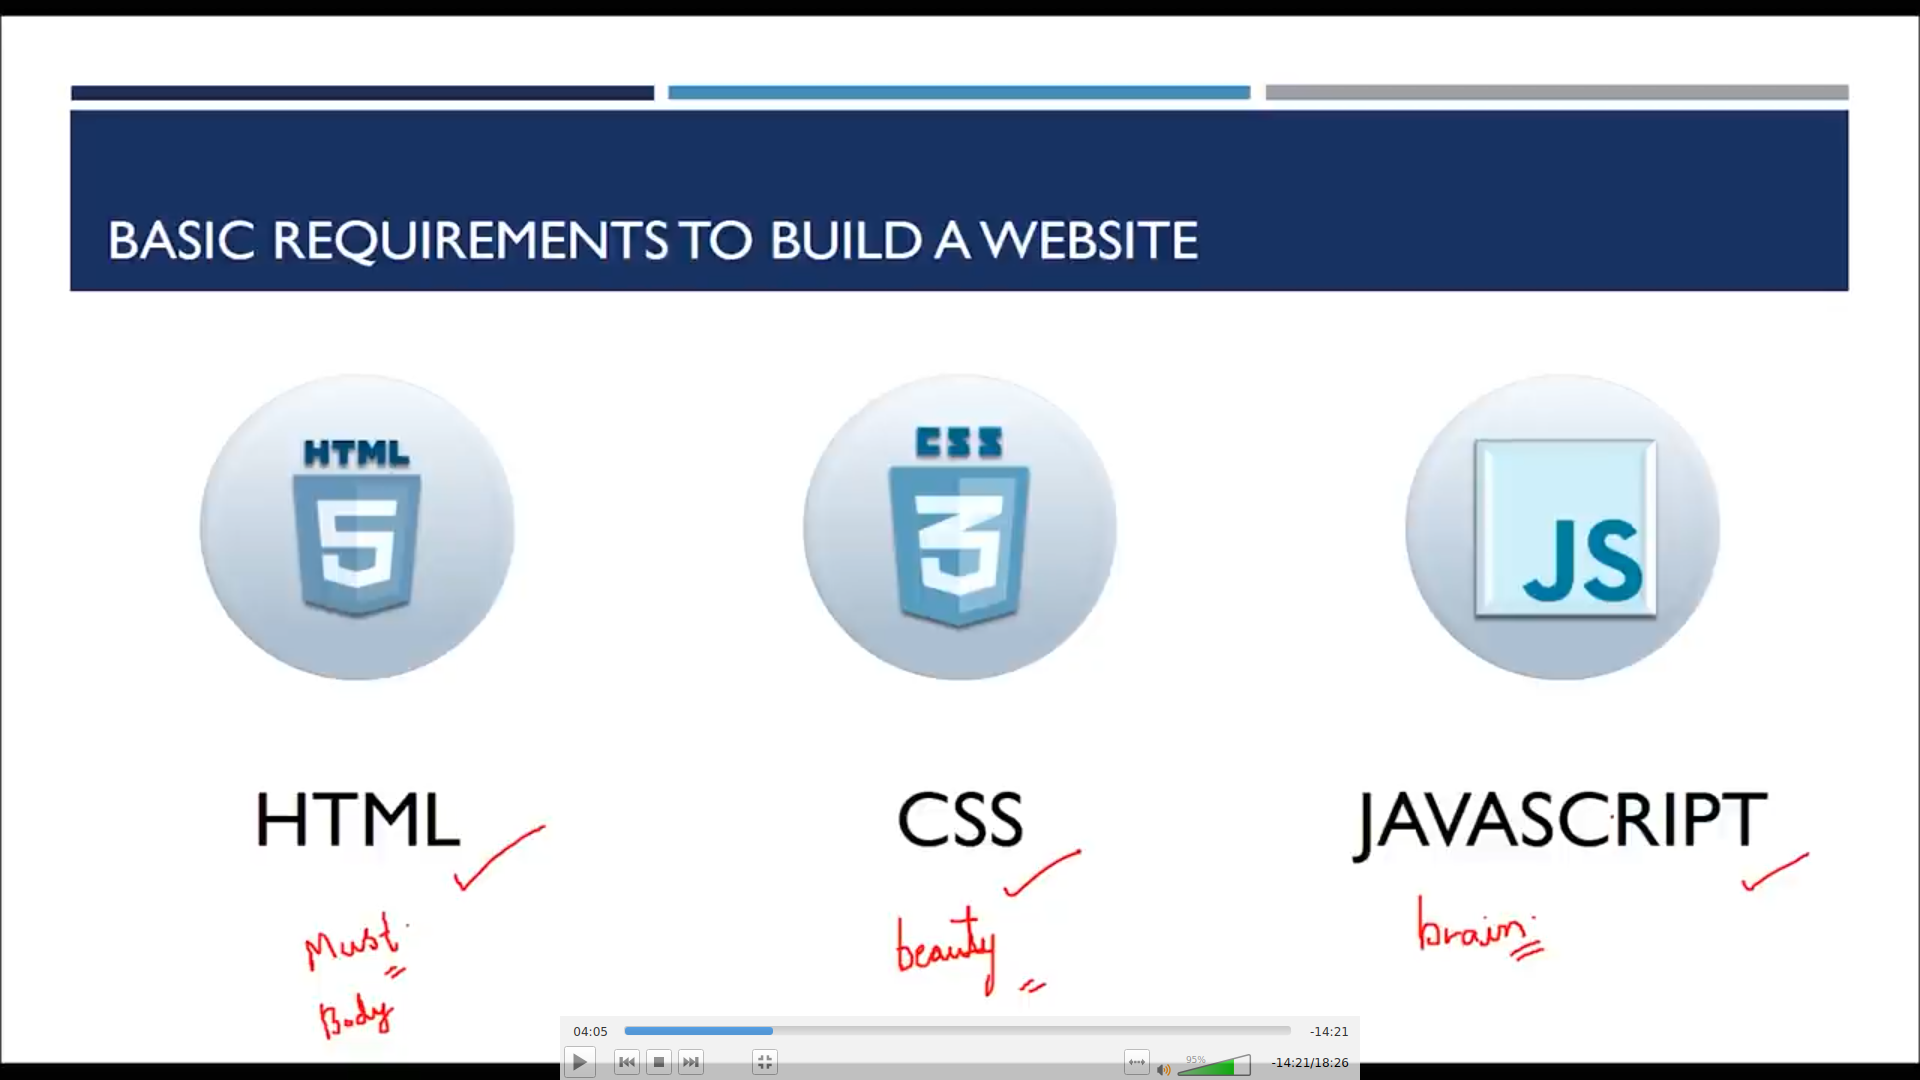 BASIC REQUIREMENTS TO BUILD A WEBSITE
HTML
5
CSS
3
JS
HTML
CSS
JAVASCRIPT
Must
Body
beauty
brain
04:05
-14:21
95%
-14:21/18:26